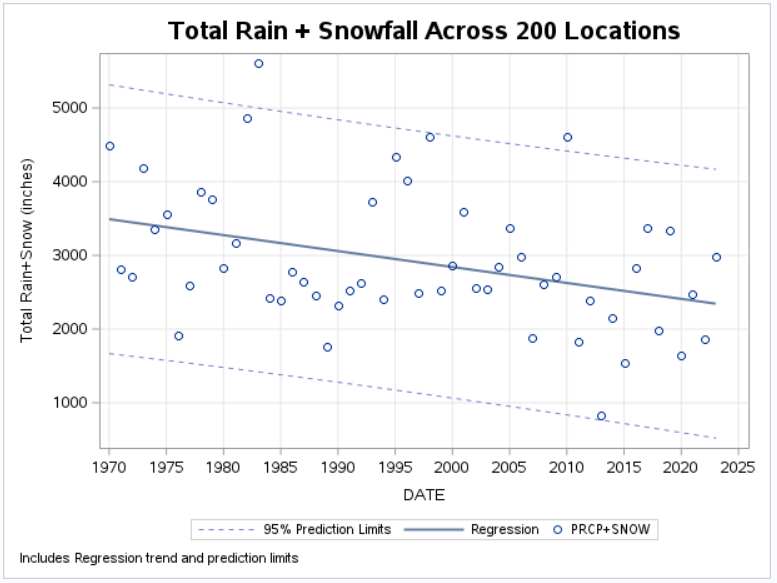 Total Rain + Snowfall Across 200 Locations
Total Rain+Snow (inches)
5000
4000
3000
2000
1000
1970 1975 1980 1985 1990 1995 2000 2005 2010 2015 2020 2025
DATE
95% Prediction Limits Regression PRCP+SNOW
Includes Regression trend and prediction limits